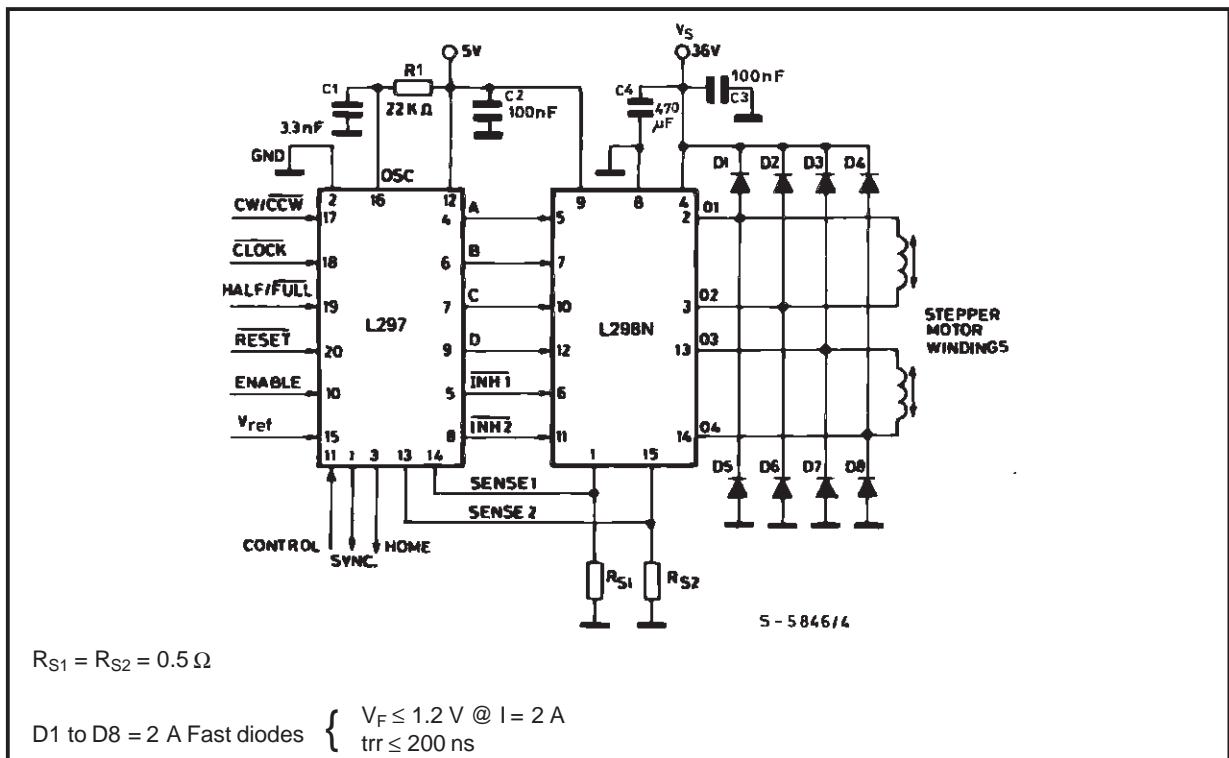 VS
5V
36V
R1
C1
22KΩ
3.3nF
C2
100nF
C4
470
µF
100nF
C3
GND
OSC
D1 D2 D3 D4
2 16 12
9 8 4
CW/CCW 17
4 A 5
2 O1
CLOCK 18
6 B 7
HALF/FULL 19
7 C 10
3 O2
L297
L298N
STEPPER
MOTOR
WINDINGS
RESET 20
9 D 12
13 O3
ENABLE 10
5 INH1 6
Vref 15
8 INH2 11
14 O4
11 1 3 13 14
1 15
D5 D6 D7 D8
SENSE1
SENSE 2
CONTROL
SYNC.
HOME
RS1 RS2
S-5846/4
RS1 = RS2 = 0.5 Ω
VF ≤ 1.2 V @ I = 2 A
D1 to D8 = 2 A Fast diodes {
trr ≤ 200 ns